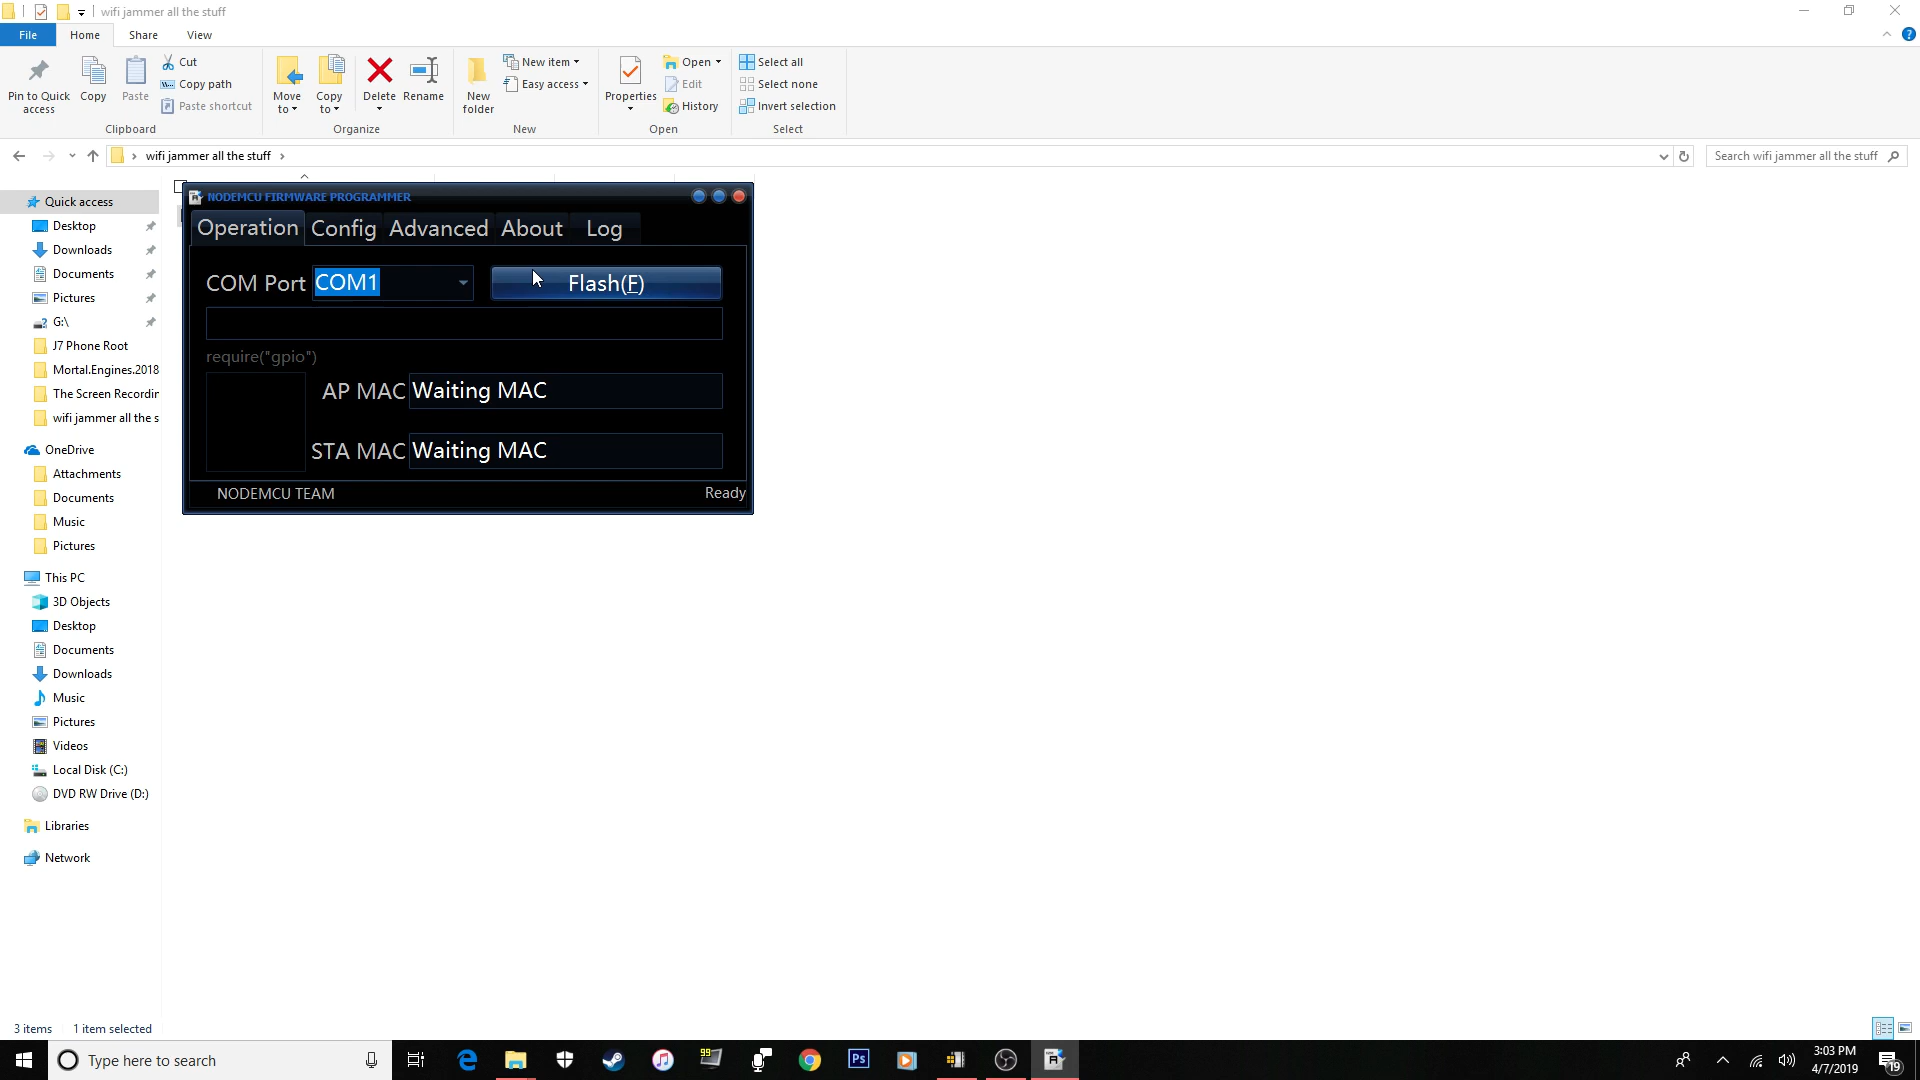 wifi jammer all the stuff
File
Home
Share
View
Pin to Quick access
Copy
Paste
Cut
Copy path
Paste shortcut
Clipboard
Move to
Copy to
Delete
Rename
Organize
New folder
New item
Easy access
New
Properties
Open
Edit
History
Open
Select all
Select none
Invert selection
Select
wifi jammer all the stuff
Search wifi jammer all the stuff
Quick access
Desktop
Downloads
Documents
Pictures
G:\
J7 Phone Root
Mortal.Engines.2018
The Screen Recordin
wifi jammer all the s
OneDrive
Attachments
Documents
Music
Pictures
This PC
3D Objects
Desktop
Documents
Downloads
Music
Pictures
Videos
Local Disk (C:)
DVD RW Drive (D:)
Libraries
Network
NODEMCU FIRMWARE PROGRAMMER
Operation
Config
Advanced
About
Log
COM Port
COM1
Flash(F)
require("gpio")
AP MAC
Waiting MAC
STA MAC
Waiting MAC
NODEMCU TEAM
Ready
3 items
1 item selected
Type here to search
99
Ps
3:03 PM
4/7/2019
19